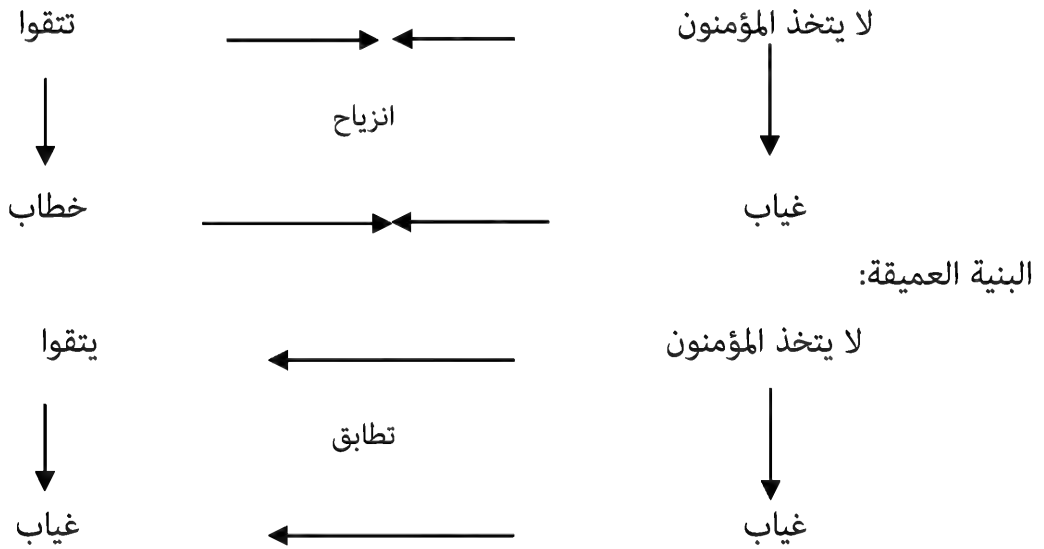 لا يتخذ المؤمنون تتقوا
انزياح
غياب خطاب
البنية العميقة:
لا يتخذ المؤمنون يتقوا
تطابق
غياب غياب